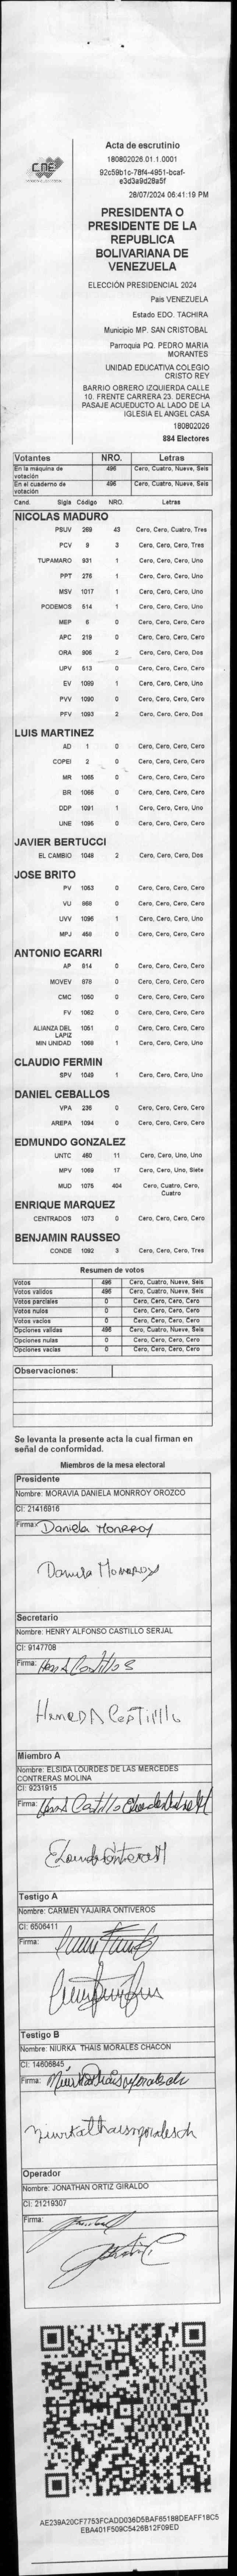 CNE
Acta de escrutinio
180802026.01.1.0001
92c59b1c-78f4-4951-bcaf-
e3d3a9d28a5f
28/07/2024 06:41:19 PM
PRESIDENTA O
PRESIDENTE DE LA
REPUBLICA
BOLIVARIANA DE
VENEZUELA
ELECCIÓN PRESIDENCIAL 2024
Pais VENEZUELA
Estado EDO. TACHIRA
Municipio MP. SAN CRISTOBAL
Parroquia PQ. PEDRO MARIA
MORANTES
UNIDAD EDUCATIVA COLEGIO
CRISTO REY
BARRIO OBRERO IZQUIERDA CALLE
10. FRENTE CARRERA 23. DERECHA
PASAJE ACUEDUCTO AL LADO DE LA
IGLESIA EL ANGEL CASA
180802026
884 Electores
Votantes NRO. Letras
En la máquina de votación 496 Cero, Cuatro, Nueve, Seis
En el cuaderno de votación 496 Cero, Cuatro, Nueve, Seis
Cand. Sigla Código NRO. Letras
NICOLAS MADURO
PSUV 269 43 Cero, Cero, Cuatro, Tres
PCV 9 3 Cero, Cero, Cero, Tres
TUPAMARO 931 1 Cero, Cero, Cero, Uno
PPT 276 1 Cero, Cero, Cero, Uno
MSV 1017 1 Cero, Cero, Cero, Uno
PODEMOS 514 1 Cero, Cero, Cero, Uno
MEP 6 0 Cero, Cero, Cero, Cero
APC 219 0 Cero, Cero, Cero, Cero
ORA 906 2 Cero, Cero, Cero, Dos
UPV 513 0 Cero, Cero, Cero, Cero
EV 1089 1 Cero, Cero, Cero, Uno
PVV 1090 0 Cero, Cero, Cero, Cero
PFV 1093 2 Cero, Cero, Cero, Dos
LUIS MARTINEZ
AD 1 0 Cero, Cero, Cero, Cero
COPEI 2 0 Cero, Cero, Cero, Cero
MR 1065 0 Cero, Cero, Cero, Cero
BR 1066 0 Cero, Cero, Cero, Cero
DDP 1091 1 Cero, Cero, Cero, Uno
UNE 1095 0 Cero, Cero, Cero, Cero
JAVIER BERTUCCI
EL CAMBIO 1048 2 Cero, Cero, Cero, Dos
JOSE BRITO
PV 1053 0 Cero, Cero, Cero, Cero
VU 968 0 Cero, Cero, Cero, Cero
UVV 1096 1 Cero, Cero, Cero, Uno
MPJ 458 0 Cero, Cero, Cero, Cero
ANTONIO ECARRI
AP 914 0 Cero, Cero, Cero, Cero
MOVEV 978 0 Cero, Cero, Cero, Cero
CMC 1050 0 Cero, Cero, Cero, Cero
FV 1062 0 Cero, Cero, Cero, Cero
ALIANZA DEL LAPIZ 1051 0 Cero, Cero, Cero, Cero
MIN UNIDAD 1068 1 Cero, Cero, Cero, Uno
CLAUDIO FERMIN
SPV 1049 1 Cero, Cero, Cero, Uno
DANIEL CEBALLOS
VPA 236 0 Cero, Cero, Cero, Cero
AREPA 1094 0 Cero, Cero, Cero, Cero
EDMUNDO GONZALEZ
UNTC 460 11 Cero, Cero, Uno, Uno
MPV 1069 17 Cero, Cero, Uno, Siete
MUD 1075 404 Cero, Cuatro, Cero, Cuatro
ENRIQUE MARQUEZ
CENTRADOS 1073 0 Cero, Cero, Cero, Cero
BENJAMIN RAUSSEO
CONDE 1092 3 Cero, Cero, Cero, Tres
Resumen de votos
Votos 496 Cero, Cuatro, Nueve, Seis
Votos validos 496 Cero, Cuatro, Nueve, Seis
Votos parciales 0 Cero, Cero, Cero, Cero
Votos nulos 0 Cero, Cero, Cero, Cero
Votos vacíos 0 Cero, Cero, Cero, Cero
Opciones validas 496 Cero, Cuatro, Nueve, Seis
Opciones nulas 0 Cero, Cero, Cero, Cero
Opciones vacías 0 Cero, Cero, Cero, Cero
Observaciones:
Se levanta la presente acta la cual firman en
señal de conformidad.
Miembros de la mesa electoral
Presidente
Nombre: MORAVIA DANIELA MONRROY OROZCO
CI: 21416916
Firma: Daniela Monrroy
Daniela Monrroy
Secretario
Nombre: HENRY ALFONSO CASTILLO SERJAL
CI: 9147708
Firma:
Miembro A
Nombre: ELSIDA LOURDES DE LAS MERCEDES
CONTRERAS MOLINA
CI: 9231915
Firma:
Testigo A
Nombre: CARMEN YAJAIRA ONTIVEROS
CI: 6506411
Firma:
Testigo B
Nombre: NIURKA THAIS MORALES CHACON
CI: 14606845
Firma: Niurkathaismoralesch
Niurkathaismoralesch
Operador
Nombre: JONATHAN ORTIZ GIRALDO
CI: 21219307
Firma:
AE239A20CF7753FCADD036D5BAF65188DEAFF18C5
EBA401F509C5426B12F09ED